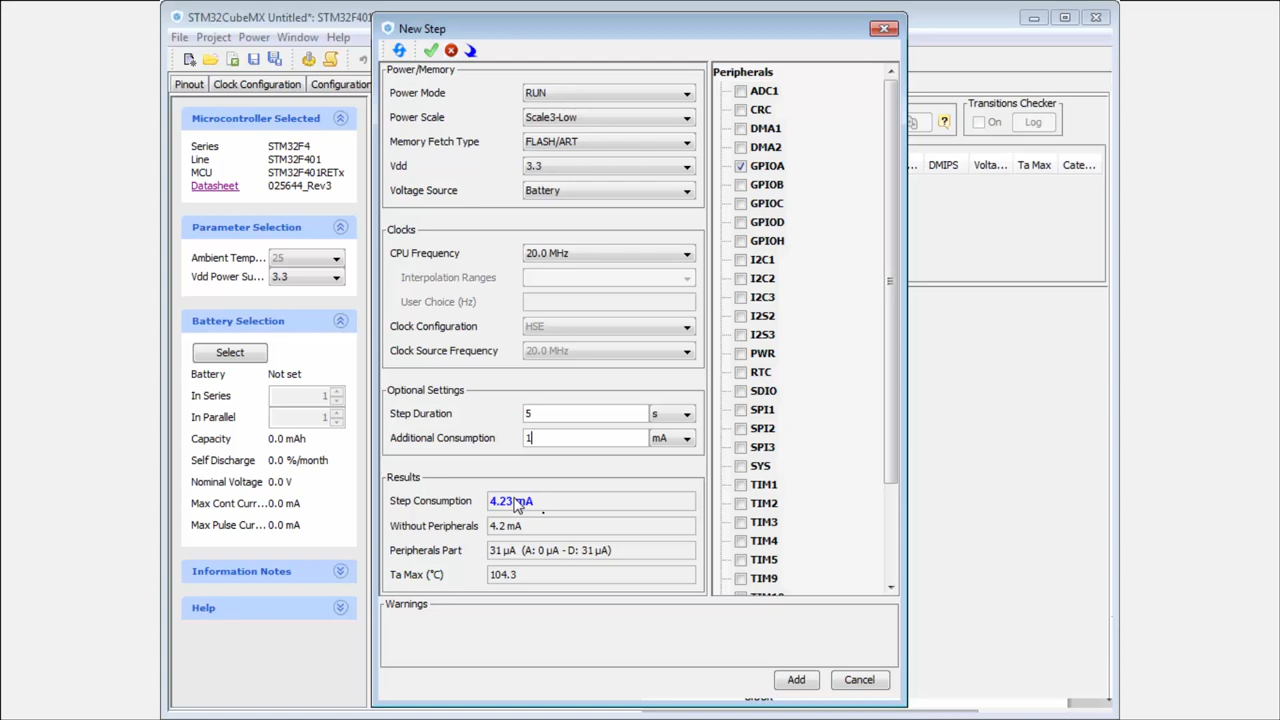 STM32CubeMX Untitled*: STM32F401
File Project Power Window Help
Pinout Clock Configuration Configuration
Microcontroller Selected
Series STM32F4
Line STM32F401
MCU STM32F401RETx
Datasheet 025644_Rev3
Parameter Selection
Ambient Temp... 25
Vdd Power Su... 3.3
Battery Selection
Select
Battery Not set
In Series 1
In Parallel 1
Capacity 0.0 mAh
Self Discharge 0.0 %/month
Nominal Voltage 0.0 V
Max Cont Curr... 0.0 mA
Max Pulse Curr... 0.0 mA
Information Notes
Help
New Step
Power/Memory
Power Mode RUN
Power Scale Scale3-Low
Memory Fetch Type FLASH/ART
Vdd 3.3
Voltage Source Battery
Clocks
CPU Frequency 20.0 MHz
Interpolation Ranges
User Choice (Hz)
Clock Configuration HSE
Clock Source Frequency 20.0 MHz
Optional Settings
Step Duration 5 s
Additional Consumption 1 mA
Results
Step Consumption 4.23 mA
Without Peripherals 4.2 mA
Peripherals Part 31 µA (A: 0 µA - D: 31 µA)
Ta Max (°C) 104.3
Peripherals
ADC1
CRC
DMA1
DMA2
GPIOA
GPIOB
GPIOC
GPIOD
GPIOH
I2C1
I2C2
I2C3
I2S2
I2S3
PWR
RTC
SDIO
SPI1
SPI2
SPI3
SYS
TIM1
TIM2
TIM3
TIM4
TIM5
TIM9
Warnings
Add Cancel
Transitions Checker
On Log
... DMIPS Volta... Ta Max Cate...